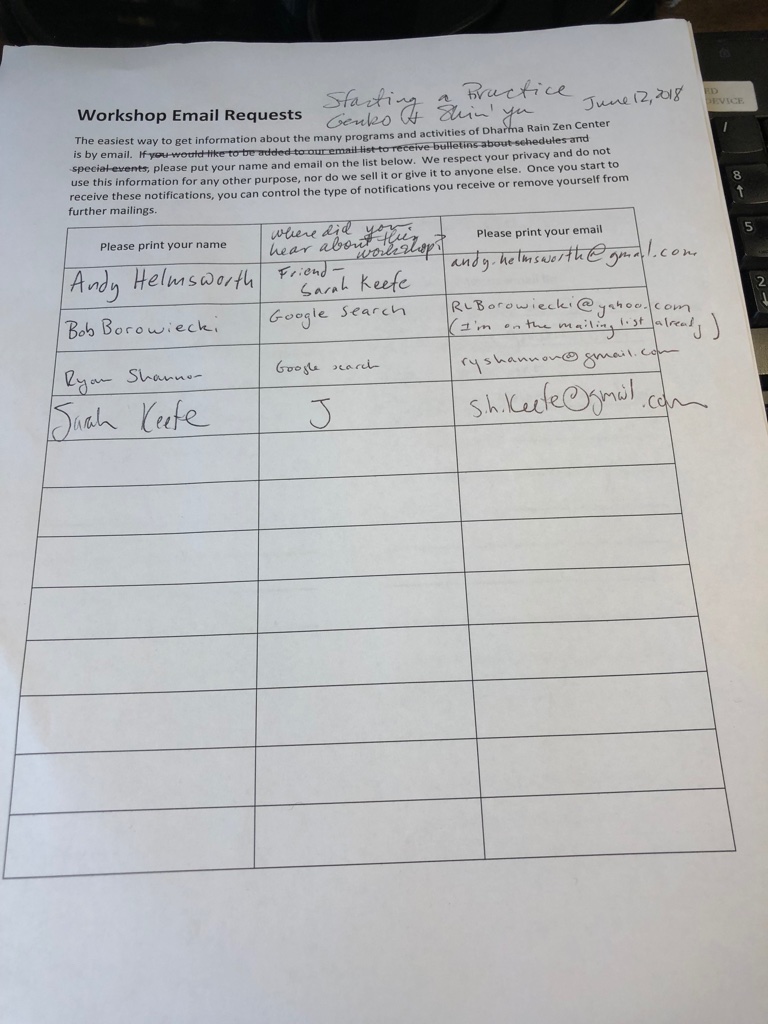 Starting a Practice
Workshop Email Requests Genko & Shin'yu June 12, 2018
The easiest way to get information about the many programs and activities of Dharma Rain Zen Center
is by email. If you would like to be added to our email list to receive bulletins about schedules and
special events, please put your name and email on the list below. We respect your privacy and do not
use this information for any other purpose, nor do we sell it or give it to anyone else. Once you start to
receive these notifications, you can control the type of notifications you receive or remove yourself from
further mailings.
Please print your name
where did you
hear about this
workshop?
Please print your email
Andy Helmsworth
Friend –
Sarah Keefe
andy.helmsworth@gmail.com
Bob Borowiecki
Google Search
RLBorowiecki@yahoo.com
(I'm on the mailing list already)
Ryan Shannon
Google search
ryshannon@gmail.com
Sarah Keefe
J
s.h.Keefe@gmail.com
DEVICE
/
8
5
2